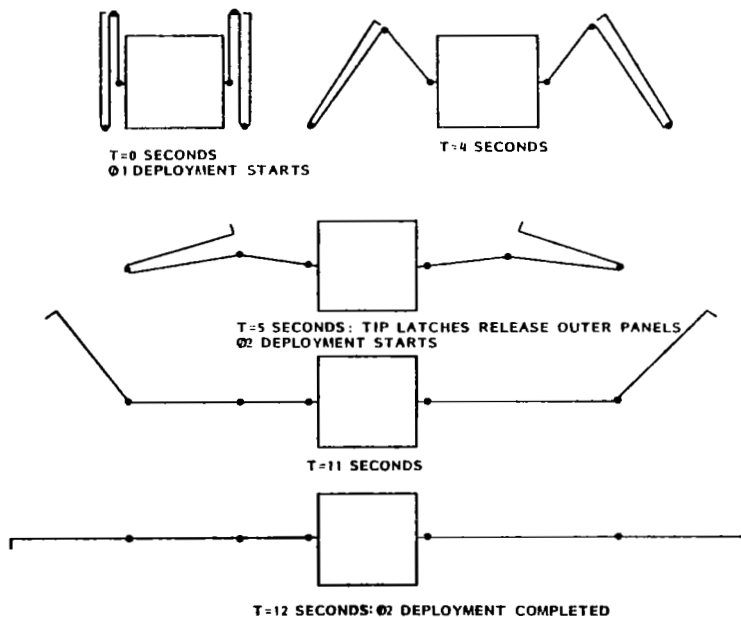 T=0 SECONDS
Ø1 DEPLOYMENT STARTS
T=4 SECONDS
T=5 SECONDS: TIP LATCHES RELEASE OUTER PANELS
Ø2 DEPLOYMENT STARTS
T=11 SECONDS
T=12 SECONDS: Ø2 DEPLOYMENT COMPLETED